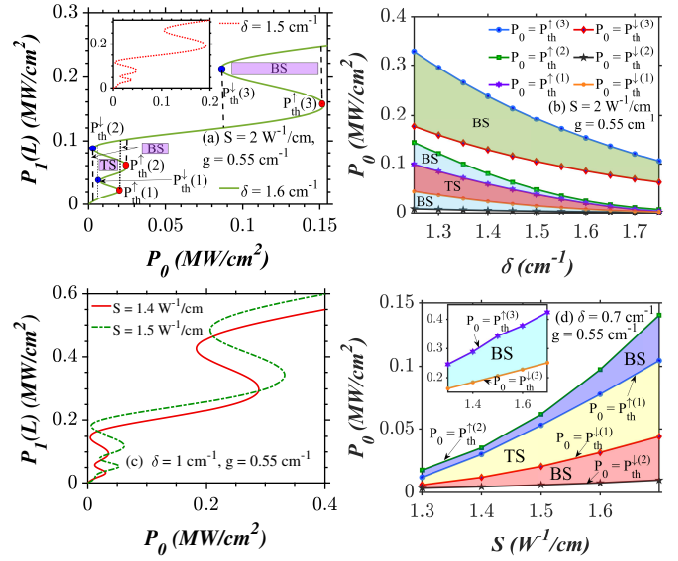 δ = 1.5 cm⁻¹
0.2
0
0
0.1
0.2
0.3
0.2
0.1
0
P₁(L) (MW/cm²)
BS
P↓(3)th
P↑(3)th
P↓(2)th
BS
TS
P↑(2)th
P↓(1)th
P↑(1)th
(a) S = 2 W⁻¹/cm,
g = 0.55 cm⁻¹
δ = 1.6 cm⁻¹
0
0.05
0.1
0.15
P₀ (MW/cm²)
P₀ = P↑(3)th
P₀ = P↓(3)th
P₀ = P↑(2)th
P₀ = P↓(2)th
P₀ = P↑(1)th
P₀ = P↓(1)th
(b) S = 2 W⁻¹/cm
g = 0.55 cm⁻¹
BS
BS
TS
BS
0.4
0.3
0.2
0.1
0
P₀ (MW/cm²)
1.3
1.4
1.5
1.6
1.7
δ (cm⁻¹)
S = 1.4 W⁻¹/cm
S = 1.5 W⁻¹/cm
(c) δ = 1 cm⁻¹, g = 0.55 cm⁻¹
0.6
0.4
0.2
0
P₁(L) (MW/cm²)
0
0.2
0.4
P₀ (MW/cm²)
(d) δ = 0.7 cm⁻¹
g = 0.55 cm⁻¹
0.4
0.3
0.2
1.4
1.6
P₀ = P↑(3)th
BS
BS
P₀ = P↑(1)th
P₀ = P↑(2)th
P₀ = P↓(1)th
TS
BS
P₀ = P↓(2)th
0.15
0.1
0.05
0
P₀ (MW/cm²)
1.3
1.4
1.5
1.6
S (W⁻¹/cm)